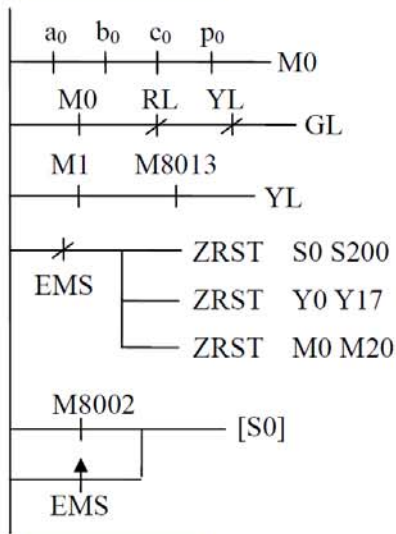 a₀ b₀ c₀ p₀
M0
M0 RL YL
GL
M1 M8013
YL
ZRST S0 S200
EMS
ZRST Y0 Y17
ZRST M0 M20
M8002
[S0]
EMS